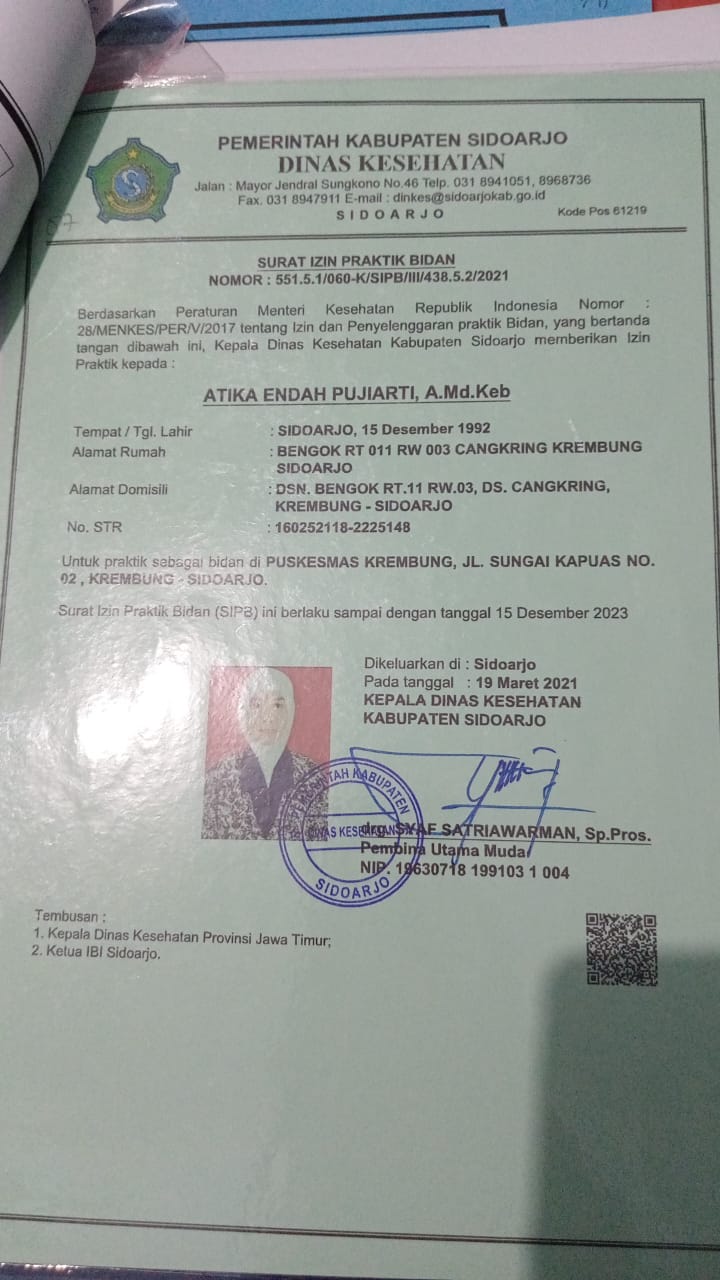 PEMERINTAH KABUPATEN SIDOARJO
DINAS KESEHATAN
Jalan : Mayor Jendral Sungkono No.46 Telp. 031 8941051, 8968736
Fax. 031 8947911 E-mail : dinkes@sidoarjokab.go.id
SIDOARJO
Kode Pos 61219
SURAT IZIN PRAKTIK BIDAN
NOMOR : 551.5.1/060-K/SIPB/III/438.5.2/2021
Berdasarkan Peraturan Menteri Kesehatan Republik Indonesia Nomor :
28/MENKES/PER/V/2017 tentang Izin dan Penyelenggaran praktik Bidan, yang bertanda
tangan dibawah ini, Kepala Dinas Kesehatan Kabupaten Sidoarjo memberikan Izin
Praktik kepada :
ATIKA ENDAH PUJIARTI, A.Md.Keb
Tempat / Tgl. Lahir : SIDOARJO, 15 Desember 1992
Alamat Rumah : BENGOK RT 011 RW 003 CANGKRING KREMBUNG
SIDOARJO
Alamat Domisili : DSN. BENGOK RT.11 RW.03, DS. CANGKRING,
KREMBUNG - SIDOARJO
No. STR : 160252118-2225148
Untuk praktik sebagai bidan di PUSKESMAS KREMBUNG, JL. SUNGAI KAPUAS NO.
02 , KREMBUNG - SIDOARJO.
Surat Izin Praktik Bidan (SIPB) ini berlaku sampai dengan tanggal 15 Desember 2023
Dikeluarkan di : Sidoarjo
Pada tanggal : 19 Maret 2021
KEPALA DINAS KESEHATAN
KABUPATEN SIDOARJO
PEMERINTAH KABUPATEN
DINAS KESEHATAN
SIDOARJO
drg. SYAF SATRIAWARMAN, Sp.Pros.
Pembina Utama Muda
NIP. 19630718 199103 1 004
Tembusan :
1. Kepala Dinas Kesehatan Provinsi Jawa Timur;
2. Ketua IBI Sidoarjo.